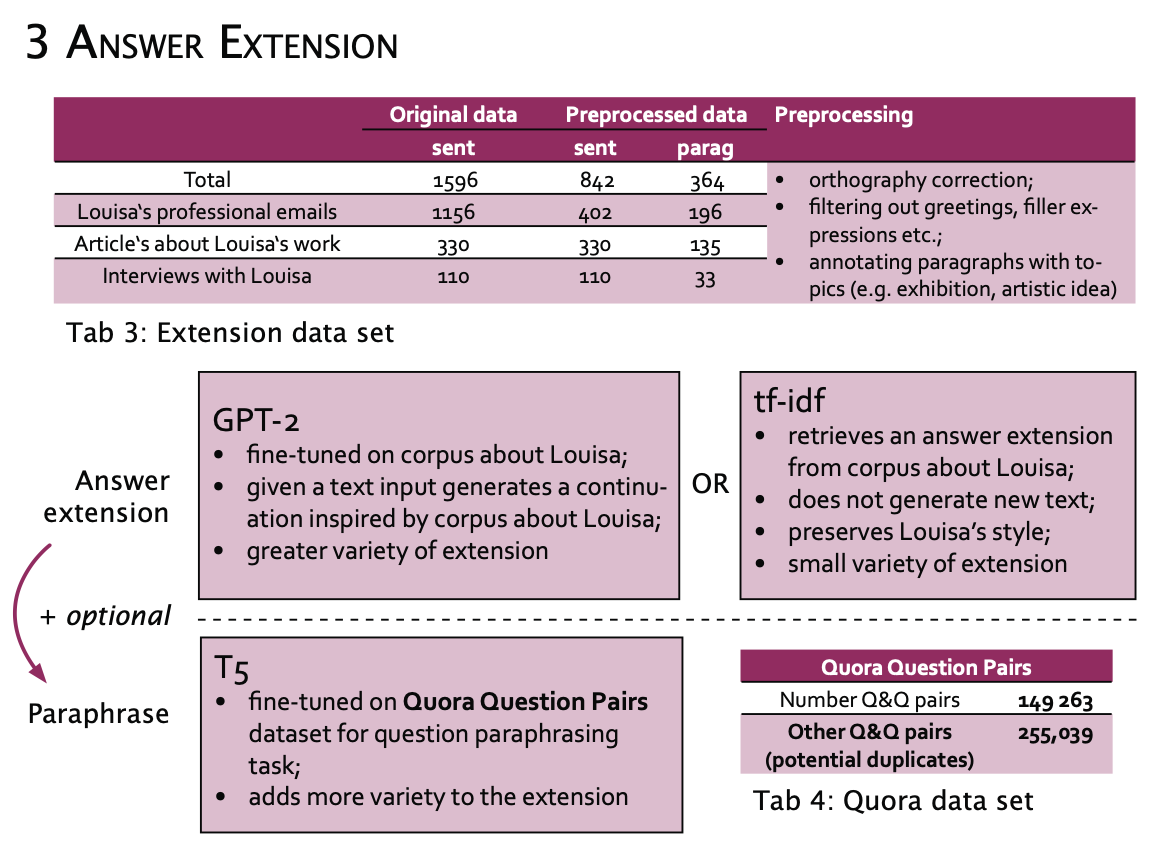 3 Answer Extension
Original data Preprocessed data Preprocessing
sent sent parag
Total 1596 842 364
Louisa‘s professional emails 1156 402 196
Article‘s about Louisa‘s work 330 330 135
Interviews with Louisa 110 110 33
• orthography correction;
• filtering out greetings, filler ex-
pressions etc.;
• annotating paragraphs with to-
pics (e.g. exhibition, artistic idea)
Tab 3: Extension data set
Answer
extension
GPT-2
• fine-tuned on corpus about Louisa;
• given a text input generates a continu-
ation inspired by corpus about Louisa;
• greater variety of extension
OR
tf-idf
• retrieves an answer extension
from corpus about Louisa;
• does not generate new text;
• preserves Louisa’s style;
• small variety of extension
+ optional
Paraphrase
T5
• fine-tuned on Quora Question Pairs
dataset for question paraphrasing
task;
• adds more variety to the extension
Quora Question Pairs
Number Q&Q pairs 149 263
Other Q&Q pairs 255,039
(potential duplicates)
Tab 4: Quora data set